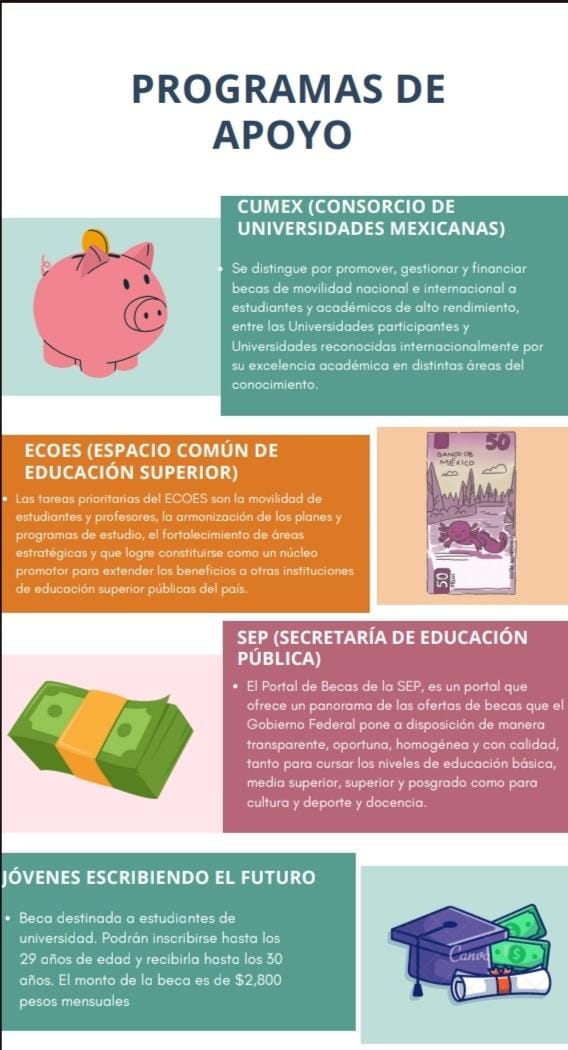 PROGRAMAS DE
APOYO
CUMEX (CONSORCIO DE
UNIVERSIDADES MEXICANAS)
• Se distingue por promover, gestionar y financiar
becas de movilidad nacional e internacional a
estudiantes y académicos de alto rendimiento,
entre las Universidades participantes y
Universidades reconocidas internacionalmente por
su excelencia académica en distintas áreas del
conocimiento.
ECOES (ESPACIO COMÚN DE
EDUCACIÓN SUPERIOR)
• Las tareas prioritarias del ECOES son la movilidad de
estudiantes y profesores, la armonización de los planes y
programas de estudio, el fortalecimiento de áreas
estratégicas y que logre constituirse como un núcleo
promotor para extender los beneficios a otras instituciones
de educación superior públicas del país.
50
BANCO DE
MÉXICO
50
SEP (SECRETARÍA DE EDUCACIÓN
PÚBLICA)
• El Portal de Becas de la SEP, es un portal que
ofrece un panorama de las ofertas de becas que el
Gobierno Federal pone a disposición de manera
transparente, oportuna, homogénea y con calidad,
tanto para cursar los niveles de educación básica,
media superior, superior y posgrado como para
cultura y deporte y docencia.
JÓVENES ESCRIBIENDO EL FUTURO
• Beca destinada a estudiantes de
universidad. Podrán inscribirse hasta los
29 años de edad y recibirla hasta los 30
años. El monto de la beca es de $2,800
pesos mensuales
Canva